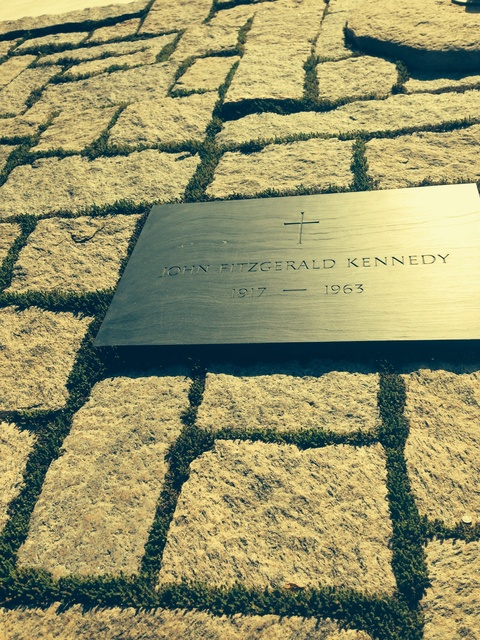 JOHN FITZGERALD KENNEDY
1917 — 1963